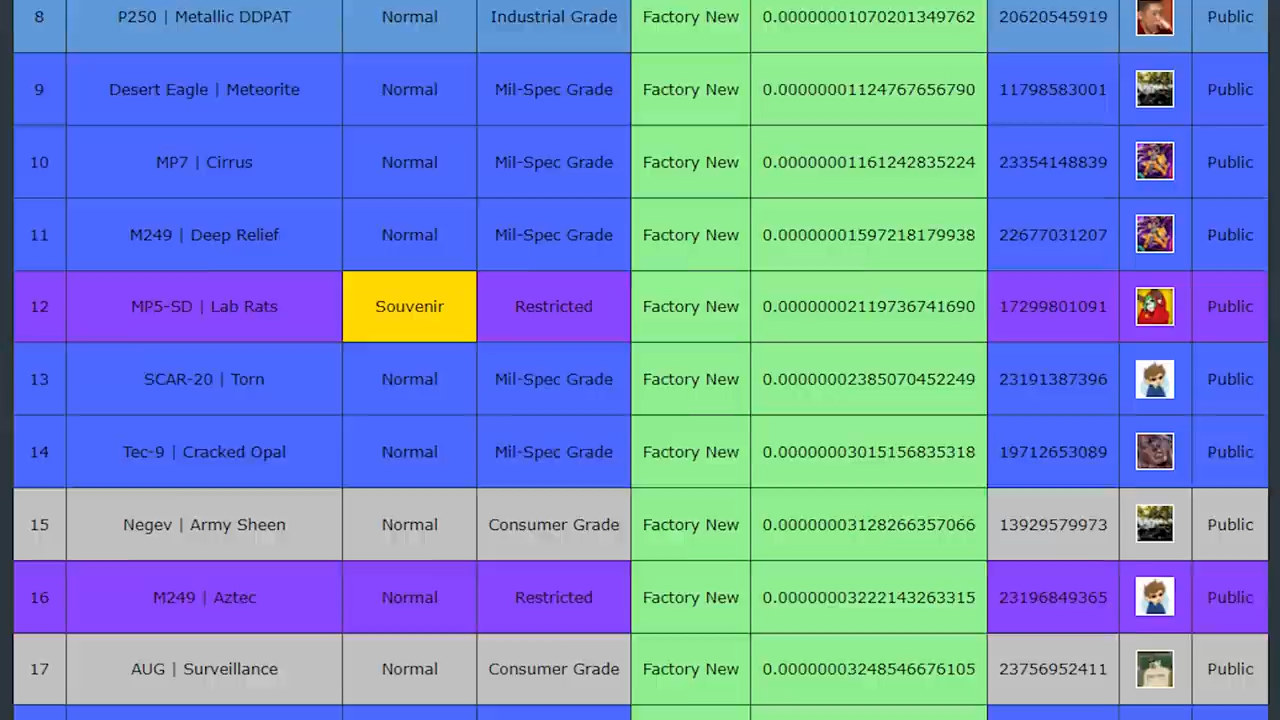 8 P250 | Metallic DDPAT Normal Industrial Grade Factory New 0.0000001070201349762 20620545919 Public
9 Desert Eagle | Meteorite Normal Mil-Spec Grade Factory New 0.00000001124767656790 11798583001 Public
10 MP7 | Cirrus Normal Mil-Spec Grade Factory New 0.00000001161242835224 23354148839 Public
11 M249 | Deep Relief Normal Mil-Spec Grade Factory New 0.00000001597218179938 22677031207 Public
12 MP5-SD | Lab Rats Souvenir Restricted Factory New 0.00000002119736741690 17299801091 Public
13 SCAR-20 | Torn Normal Mil-Spec Grade Factory New 0.00000002385070452249 23191387396 Public
14 Tec-9 | Cracked Opal Normal Mil-Spec Grade Factory New 0.00000003015156835318 19712653089 Public
15 Negev | Army Sheen Normal Consumer Grade Factory New 0.00000003128266357066 13929579973 Public
16 M249 | Aztec Normal Restricted Factory New 0.00000003222143263315 23196849365 Public
17 AUG | Surveillance Normal Consumer Grade Factory New 0.00000003248546676105 23756952411 Public